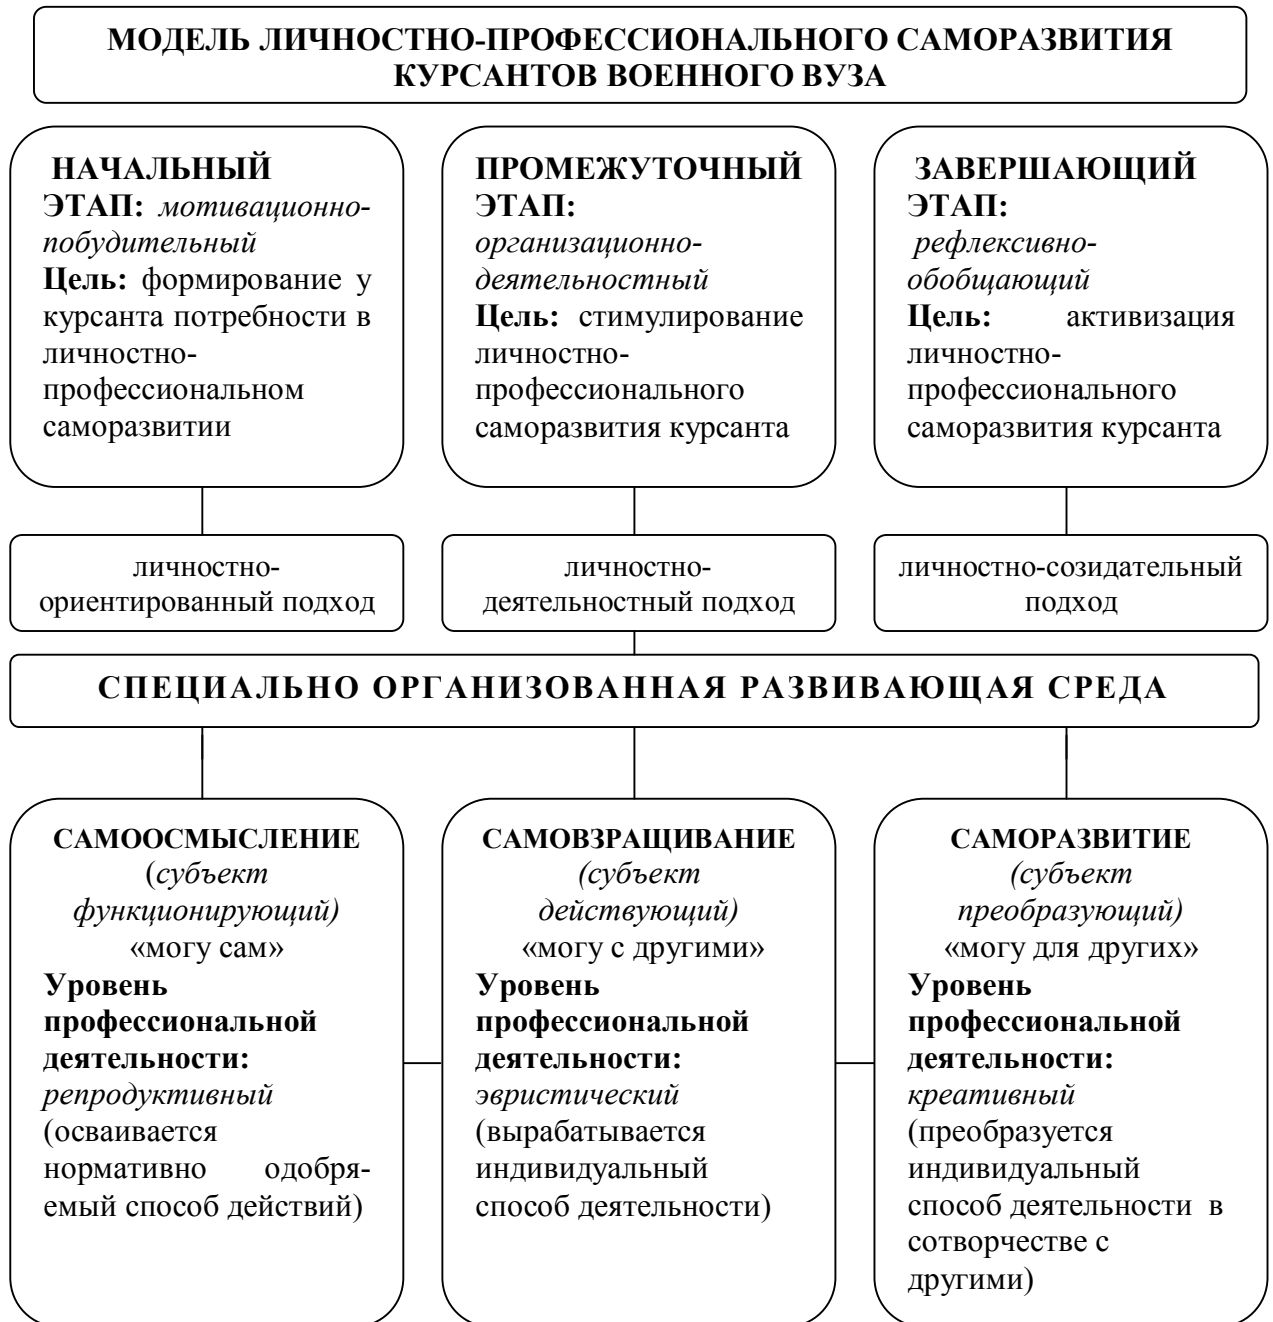 МОДЕЛЬ ЛИЧНОСТНО-ПРОФЕССИОНАЛЬНОГО САМОРАЗВИТИЯ
КУРСАНТОВ ВОЕННОГО ВУЗА
НАЧАЛЬНЫЙ
ЭТАП: мотивационно-
побудительный
Цель: формирование у
курсанта потребности в
личностно-
профессиональном
саморазвитии
ПРОМЕЖУТОЧНЫЙ
ЭТАП:
организационно-
деятельностный
Цель: стимулирование
личностно-
профессионального
саморазвития курсанта
ЗАВЕРШАЮЩИЙ
ЭТАП:
рефлексивно-
обобщающий
Цель: активизация
личностно-
профессионального
саморазвития курсанта
личностно-
ориентированный подход
личностно-
деятельностный подход
личностно-созидательный
подход
СПЕЦИАЛЬНО ОРГАНИЗОВАННАЯ РАЗВИВАЮЩАЯ СРЕДА
САМООСМЫСЛЕНИЕ
(субъект
функционирующий)
«могу сам»
Уровень
профессиональной
деятельности:
репродуктивный
(осваивается
нормативно одобря-
емый способ действий)
САМОВЗРАЩИВАНИЕ
(субъект
действующий)
«могу с другими»
Уровень
профессиональной
деятельности:
эвристический
(вырабатывается
индивидуальный
способ деятельности)
САМОРАЗВИТИЕ
(субъект
преобразующий)
«могу для других»
Уровень
профессиональной
деятельности:
креативный
(преобразуется
индивидуальный
способ деятельности в
сотворчестве с
другими)